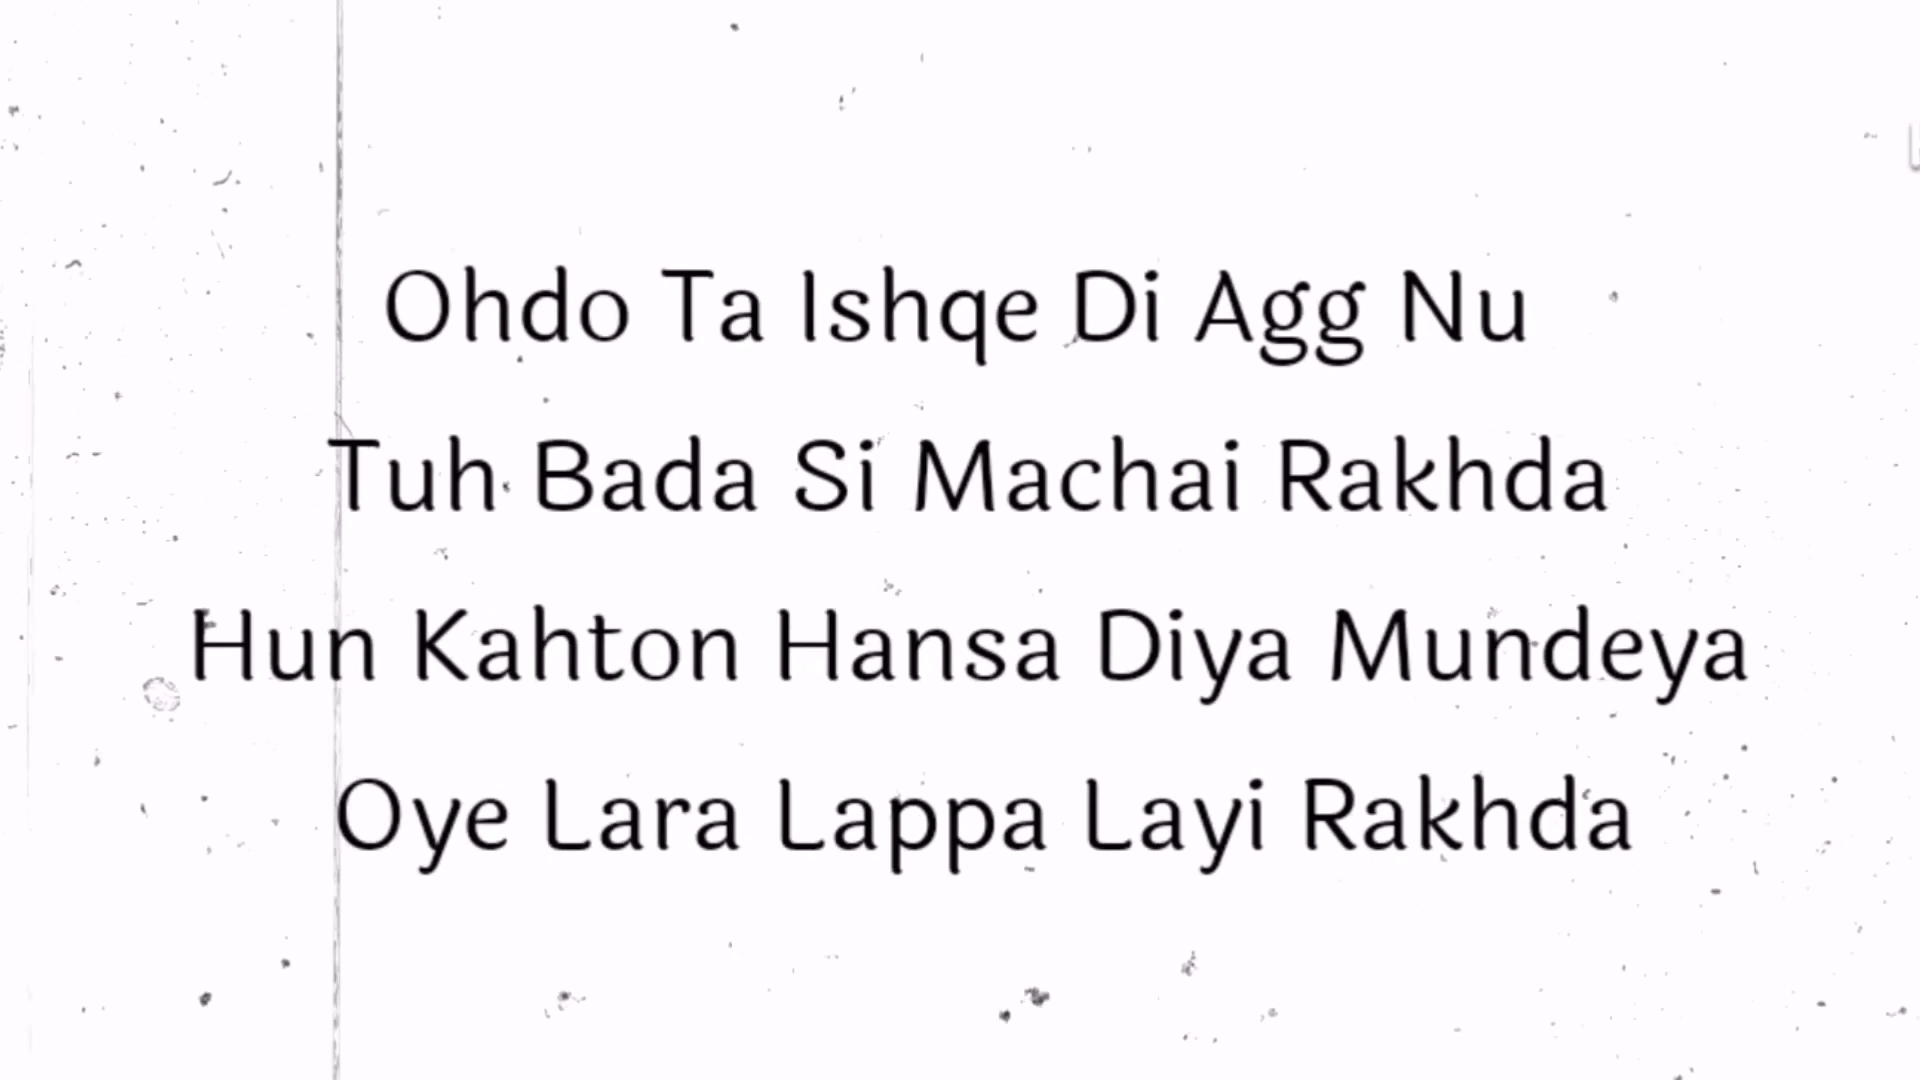 Ohdo Ta Ishqe Di Agg Nu
Tuh Bada Si Machai Rakhda
Hun Kahton Hansa Diya Mundeya
Oye Lara Lappa Layi Rakhda